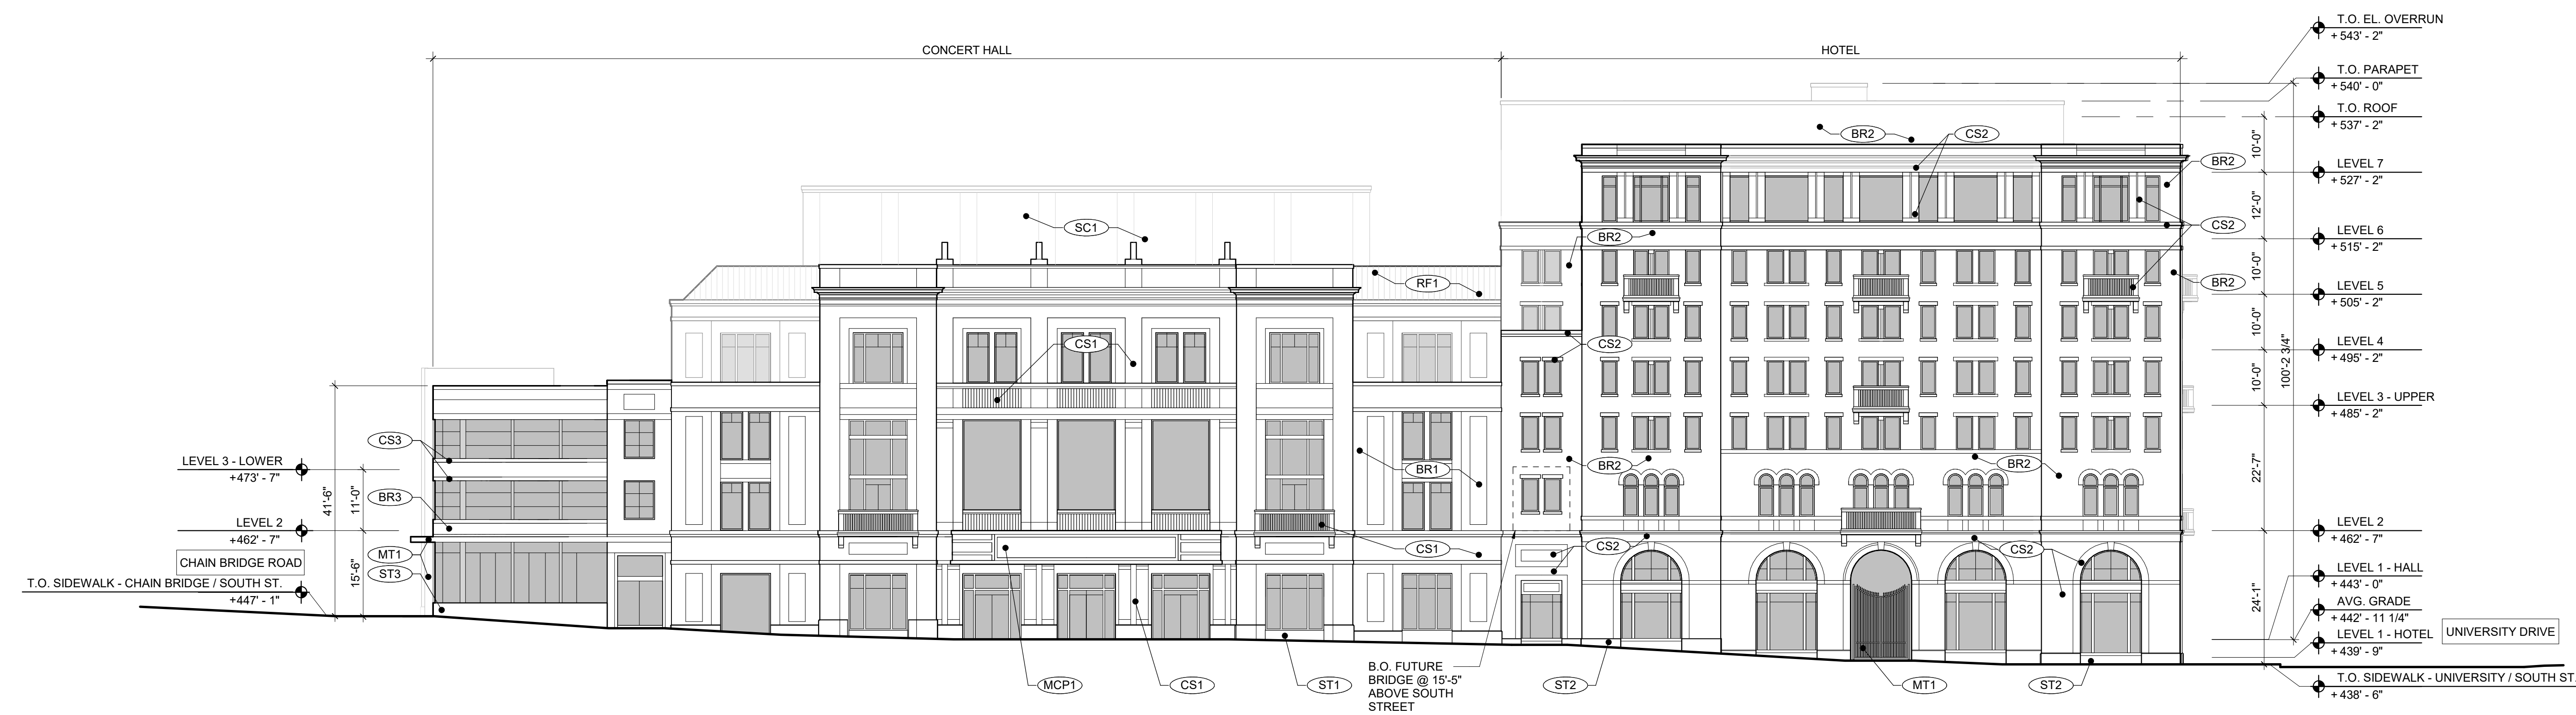 T.O. EL. OVERRUN
+ 543' - 2"
CONCERT HALL
HOTEL
T.O. PARAPET
+ 540' - 0"
T.O. ROOF
+ 537' - 2"
BR2
CS2
10'-0"
BR2
LEVEL 7
+ 527' - 2"
12'-0"
SC1
BR2
CS2
LEVEL 6
+ 515' - 2"
10'-0"
RF1
BR2
LEVEL 5
+ 505' - 2"
10'-0"
CS1
CS2
100'-2 3/4"
LEVEL 4
+ 495' - 2"
10'-0"
LEVEL 3 - UPPER
+ 485' - 2"
CS3
LEVEL 3 - LOWER
+473' - 7"
41'-6"
11'-0"
BR1
BR2
BR2
22'-7"
BR3
LEVEL 2
+462' - 7"
LEVEL 2
+ 462' - 7"
MT1
CHAIN BRIDGE ROAD
CS1
CS2
CS2
ST3
15'-6"
T.O. SIDEWALK - CHAIN BRIDGE / SOUTH ST.
+447' - 1"
24'-1"
LEVEL 1 - HALL
+ 443' - 0"
AVG. GRADE
+ 442' - 11 1/4"
LEVEL 1 - HOTEL
+ 439' - 9"
UNIVERSITY DRIVE
B.O. FUTURE
BRIDGE @ 15'-5"
ABOVE SOUTH
STREET
MCP1
CS1
ST1
ST2
MT1
ST2
T.O. SIDEWALK - UNIVERSITY / SOUTH ST.
+ 438' - 6"